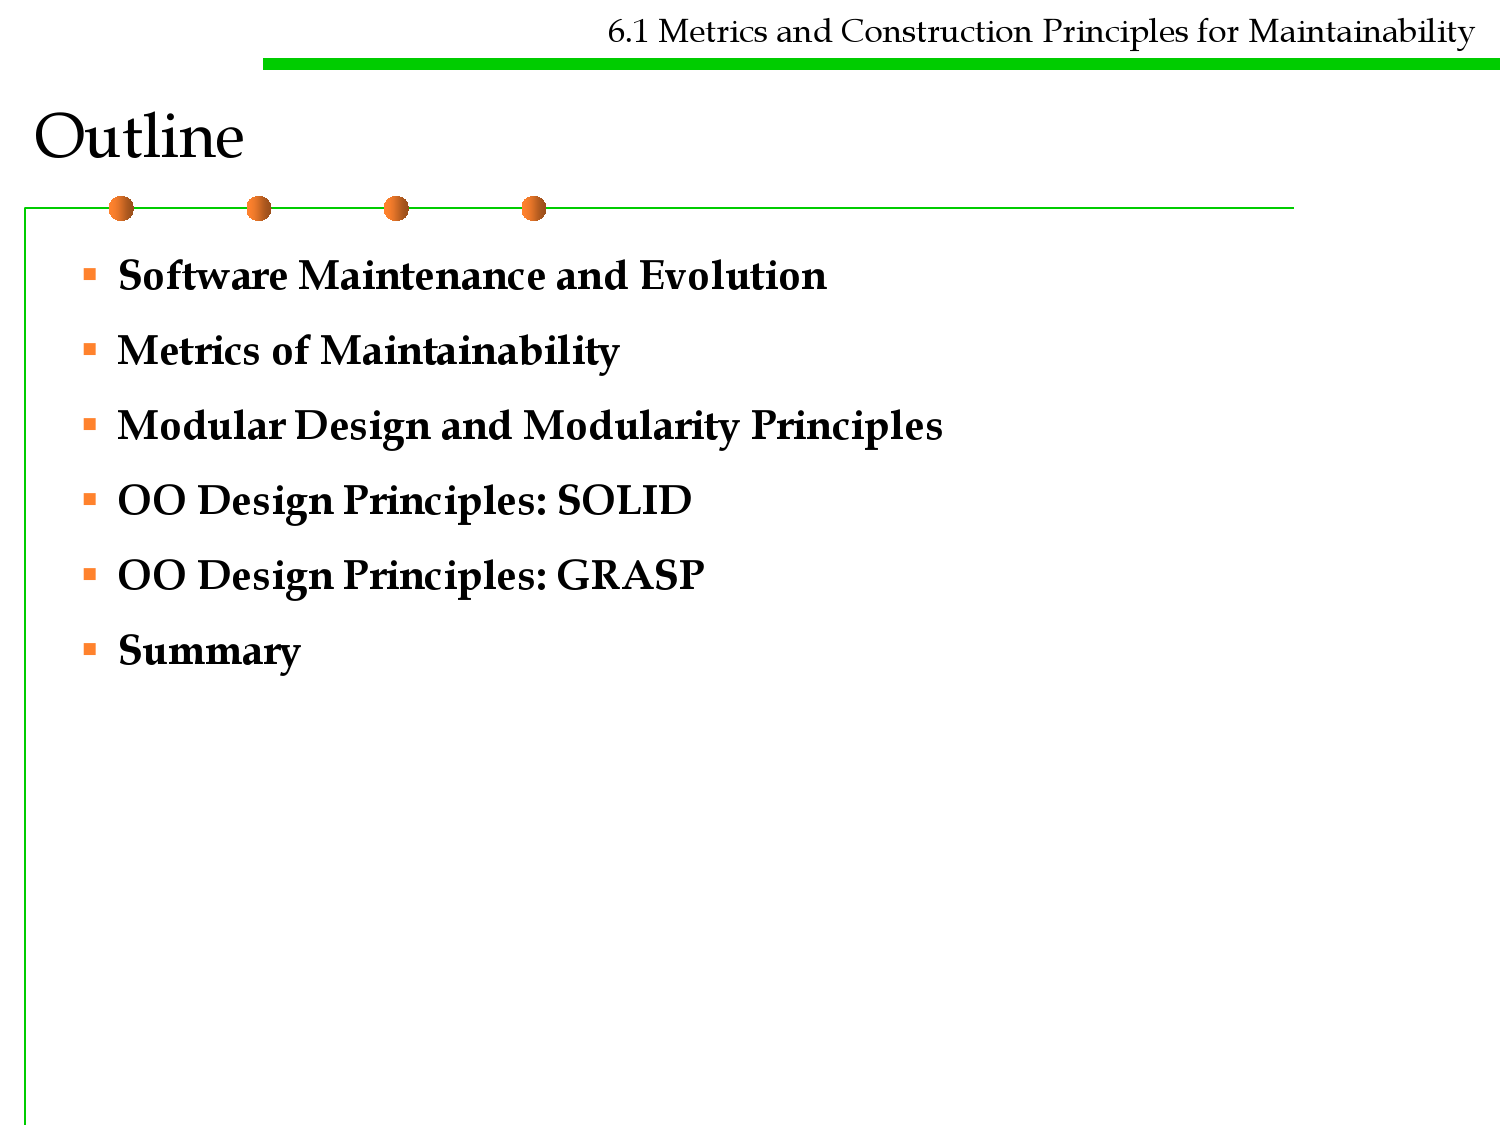 6.1 Metrics and Construction Principles for Maintainability
Outline
Software Maintenance and Evolution
Metrics of Maintainability
Modular Design and Modularity Principles
OO Design Principles: SOLID
OO Design Principles: GRASP
Summary